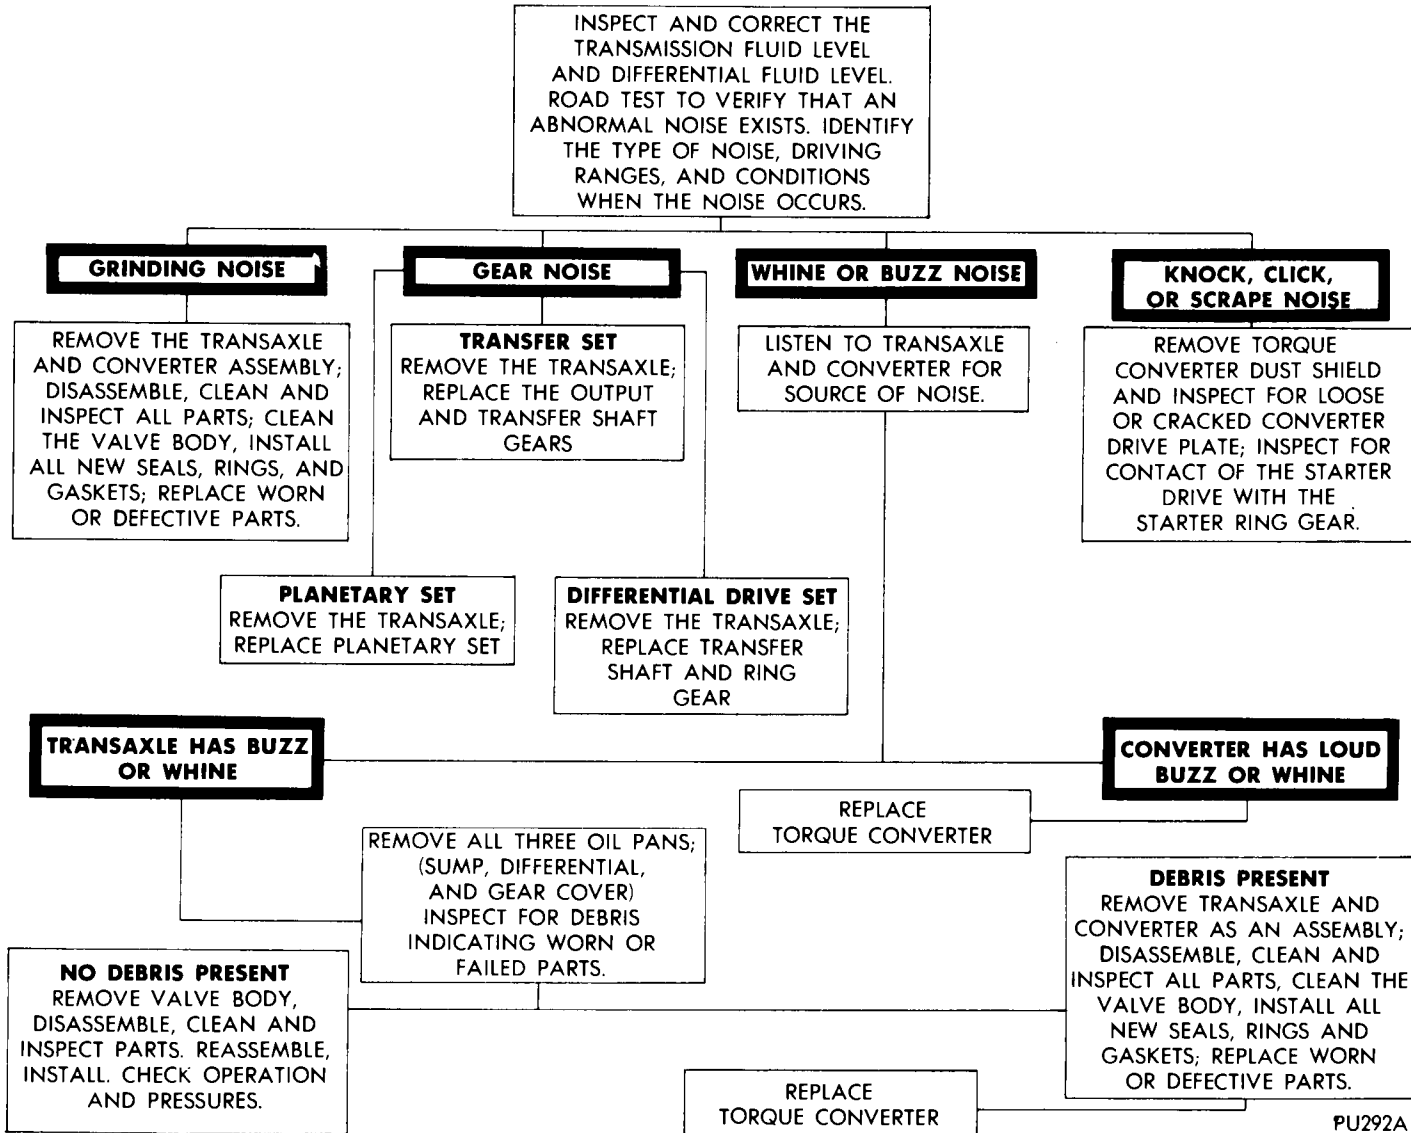 INSPECT AND CORRECT THE
TRANSMISSION FLUID LEVEL
AND DIFFERENTIAL FLUID LEVEL.
ROAD TEST TO VERIFY THAT AN
ABNORMAL NOISE EXISTS. IDENTIFY
THE TYPE OF NOISE, DRIVING
RANGES, AND CONDITIONS
WHEN THE NOISE OCCURS.
GRINDING NOISE
REMOVE THE TRANSAXLE
AND CONVERTER ASSEMBLY;
DISASSEMBLE, CLEAN AND
INSPECT ALL PARTS; CLEAN
THE VALVE BODY, INSTALL
ALL NEW SEALS, RINGS, AND
GASKETS; REPLACE WORN
OR DEFECTIVE PARTS.
GEAR NOISE
TRANSFER SET
REMOVE THE TRANSAXLE;
REPLACE THE OUTPUT
AND TRANSFER SHAFT
GEARS
PLANETARY SET
REMOVE THE TRANSAXLE;
REPLACE PLANETARY SET
DIFFERENTIAL DRIVE SET
REMOVE THE TRANSAXLE;
REPLACE TRANSFER
SHAFT AND RING
GEAR
WHINE OR BUZZ NOISE
LISTEN TO TRANSAXLE
AND CONVERTER FOR
SOURCE OF NOISE.
KNOCK, CLICK,
OR SCRAPE NOISE
REMOVE TORQUE
CONVERTER DUST SHIELD
AND INSPECT FOR LOOSE
OR CRACKED CONVERTER
DRIVE PLATE; INSPECT FOR
CONTACT OF THE STARTER
DRIVE WITH THE
STARTER RING GEAR.
TRANSAXLE HAS BUZZ
OR WHINE
CONVERTER HAS LOUD
BUZZ OR WHINE
REPLACE
TORQUE CONVERTER
REMOVE ALL THREE OIL PANS;
(SUMP, DIFFERENTIAL,
AND GEAR COVER)
INSPECT FOR DEBRIS
INDICATING WORN OR
FAILED PARTS.
NO DEBRIS PRESENT
REMOVE VALVE BODY,
DISASSEMBLE, CLEAN AND
INSPECT PARTS. REASSEMBLE,
INSTALL. CHECK OPERATION
AND PRESSURES.
DEBRIS PRESENT
REMOVE TRANSAXLE AND
CONVERTER AS AN ASSEMBLY;
DISASSEMBLE, CLEAN AND
INSPECT ALL PARTS, CLEAN THE
VALVE BODY, INSTALL ALL
NEW SEALS, RINGS AND
GASKETS; REPLACE WORN
OR DEFECTIVE PARTS.
REPLACE
TORQUE CONVERTER
PU292A